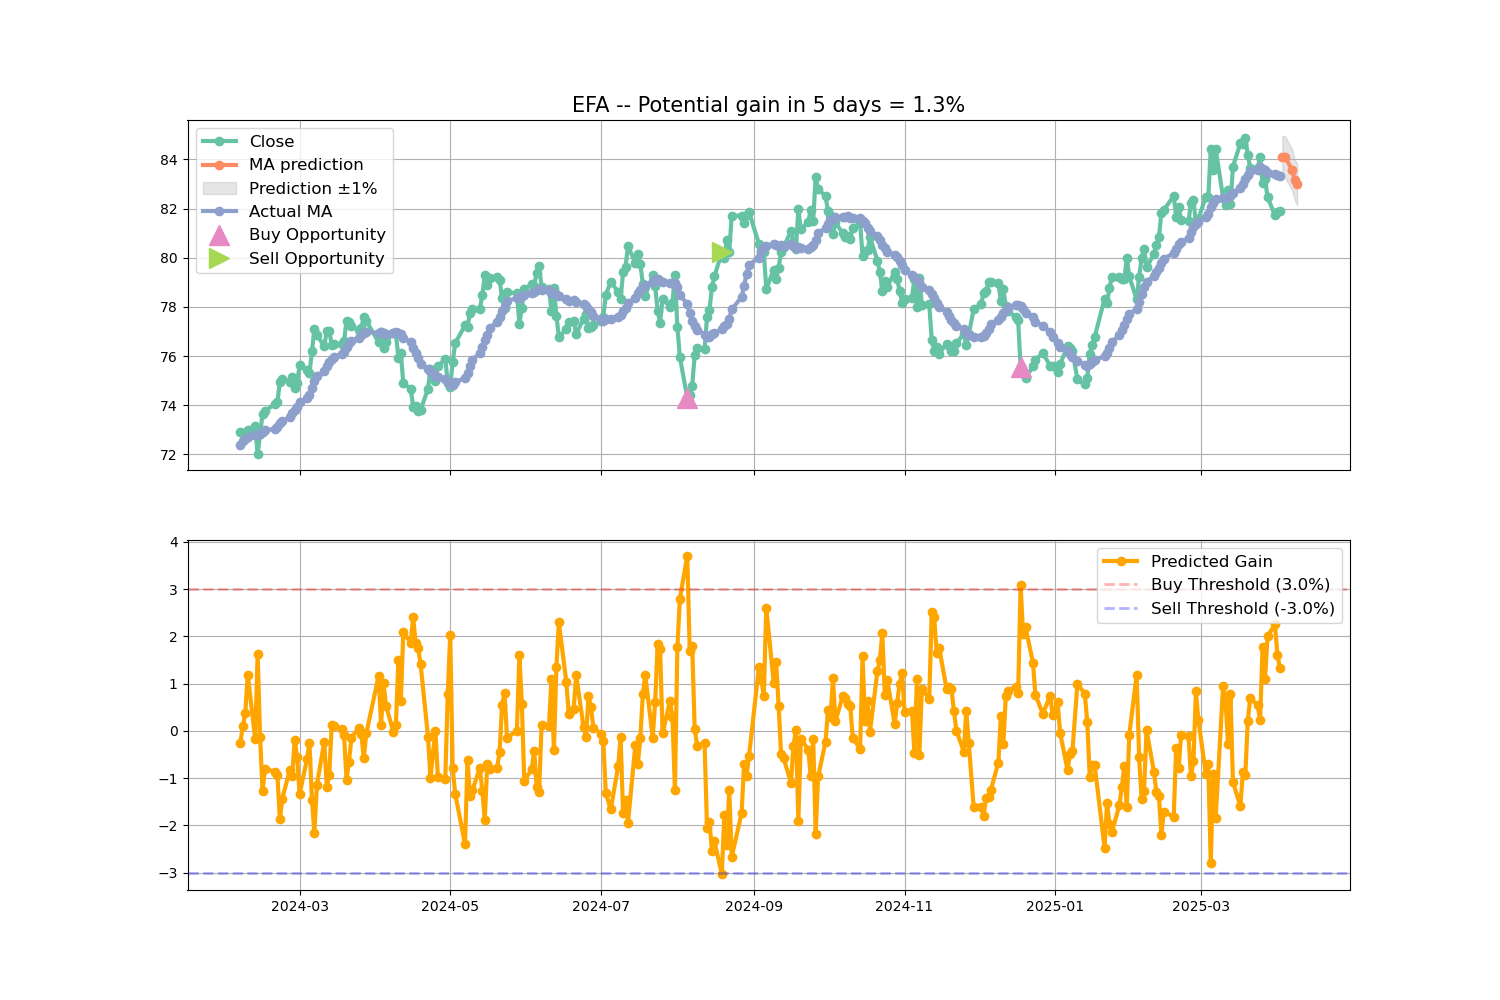 EFA -- Potential gain in 5 days = 1.3%
Close
MA prediction
Prediction ±1%
Actual MA
Buy Opportunity
Sell Opportunity
84
82
80
78
76
74
72
Predicted Gain
Buy Threshold (3.0%)
Sell Threshold (-3.0%)
4
3
2
1
0
−1
−2
−3
2024-03
2024-05
2024-07
2024-09
2024-11
2025-01
2025-03